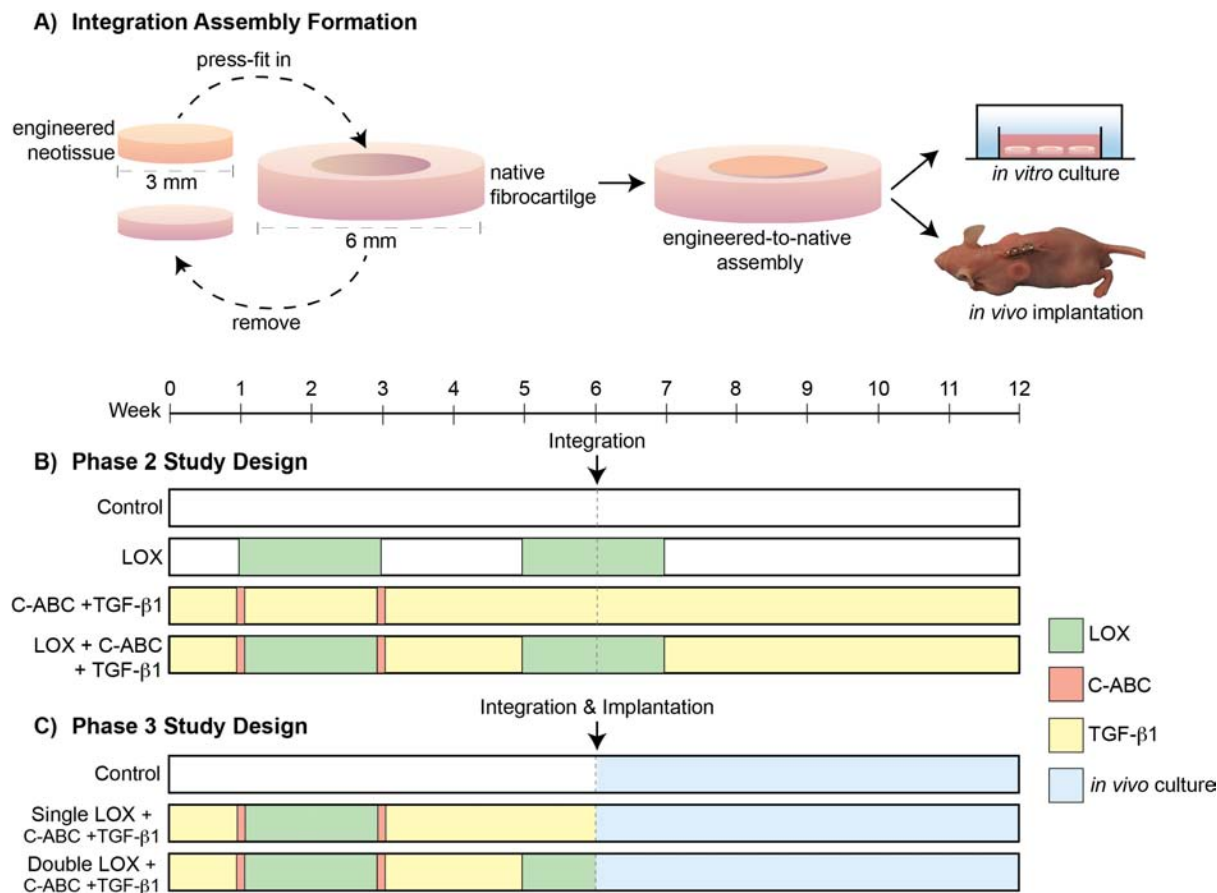 A) Integration Assembly Formation
press-fit in
engineered
neotissue
3 mm
native
fibrocartilge
6 mm
remove
engineered-to-native
assembly
in vitro culture
in vivo implantation
0 1 2 3 4 5 6 7 8 9 10 11 12
Week
Integration
B) Phase 2 Study Design
Control
LOX
C-ABC +TGF-β1
LOX + C-ABC
+ TGF-β1
LOX
C-ABC
TGF-β1
in vivo culture
C) Phase 3 Study Design
Integration & Implantation
Control
Single LOX +
C-ABC +TGF-β1
Double LOX +
C-ABC +TGF-β1